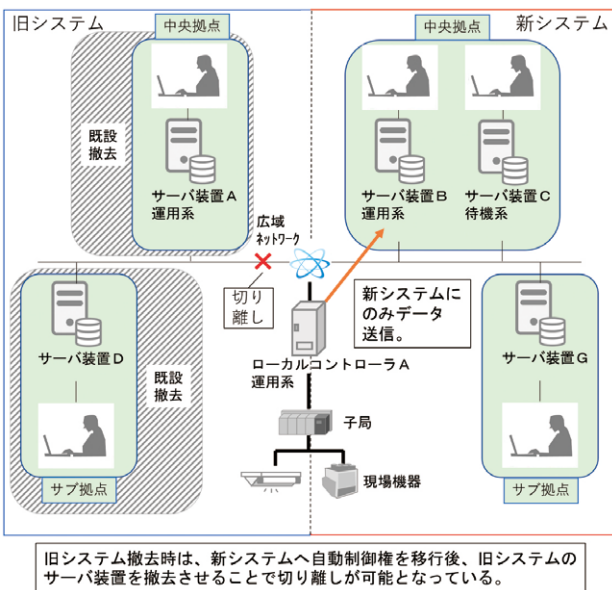 旧システム
中央拠点
中央拠点
新システム
既設
撤去
サーバ装置A
運用系
サーバ装置B
運用系
サーバ装置C
待機系
広域
ネットワーク
切り
離し
新システムに
のみデータ
送信。
サーバ装置D
既設
撤去
サブ拠点
ローカルコントローラA
運用系
子局
現場機器
サーバ装置G
サブ拠点
旧システム撤去時は、新システムへ自動制御権を移行後、旧システムの
サーバ装置を撤去させることで切り離しが可能となっている。